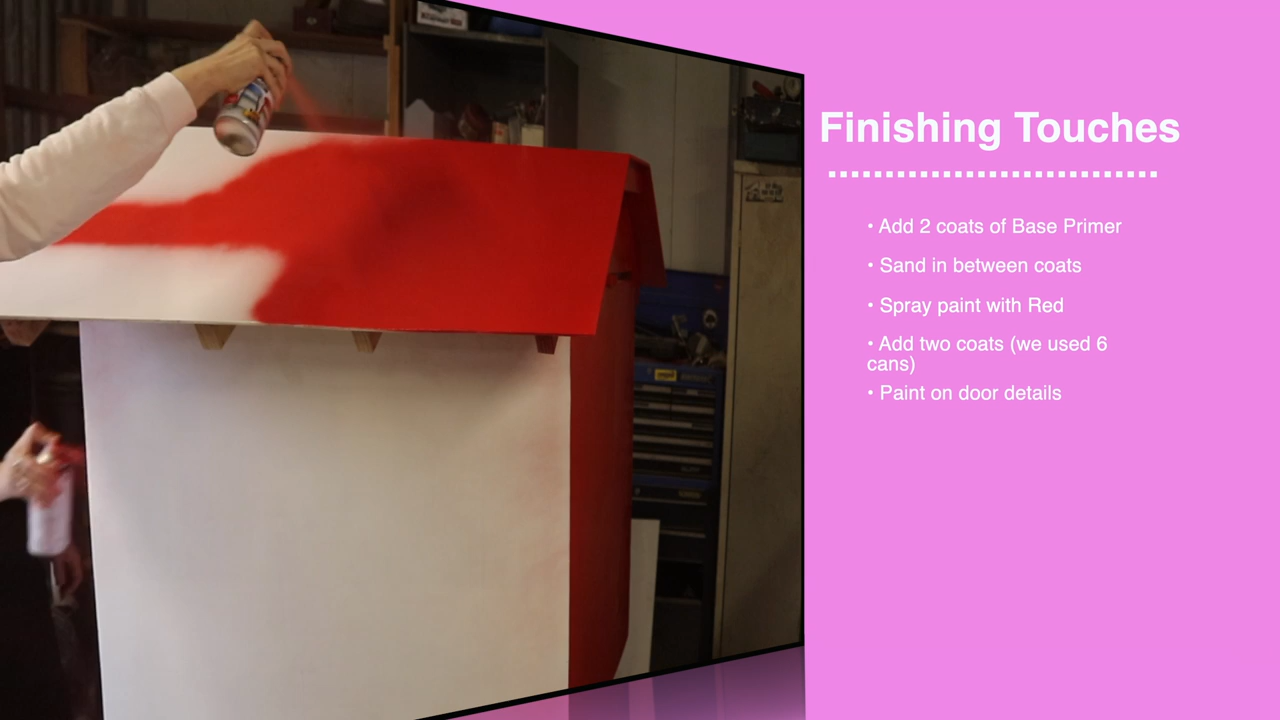 Finishing Touches
• Add 2 coats of Base Primer
• Sand in between coats
• Spray paint with Red
• Add two coats (we used 6
cans)
• Paint on door details